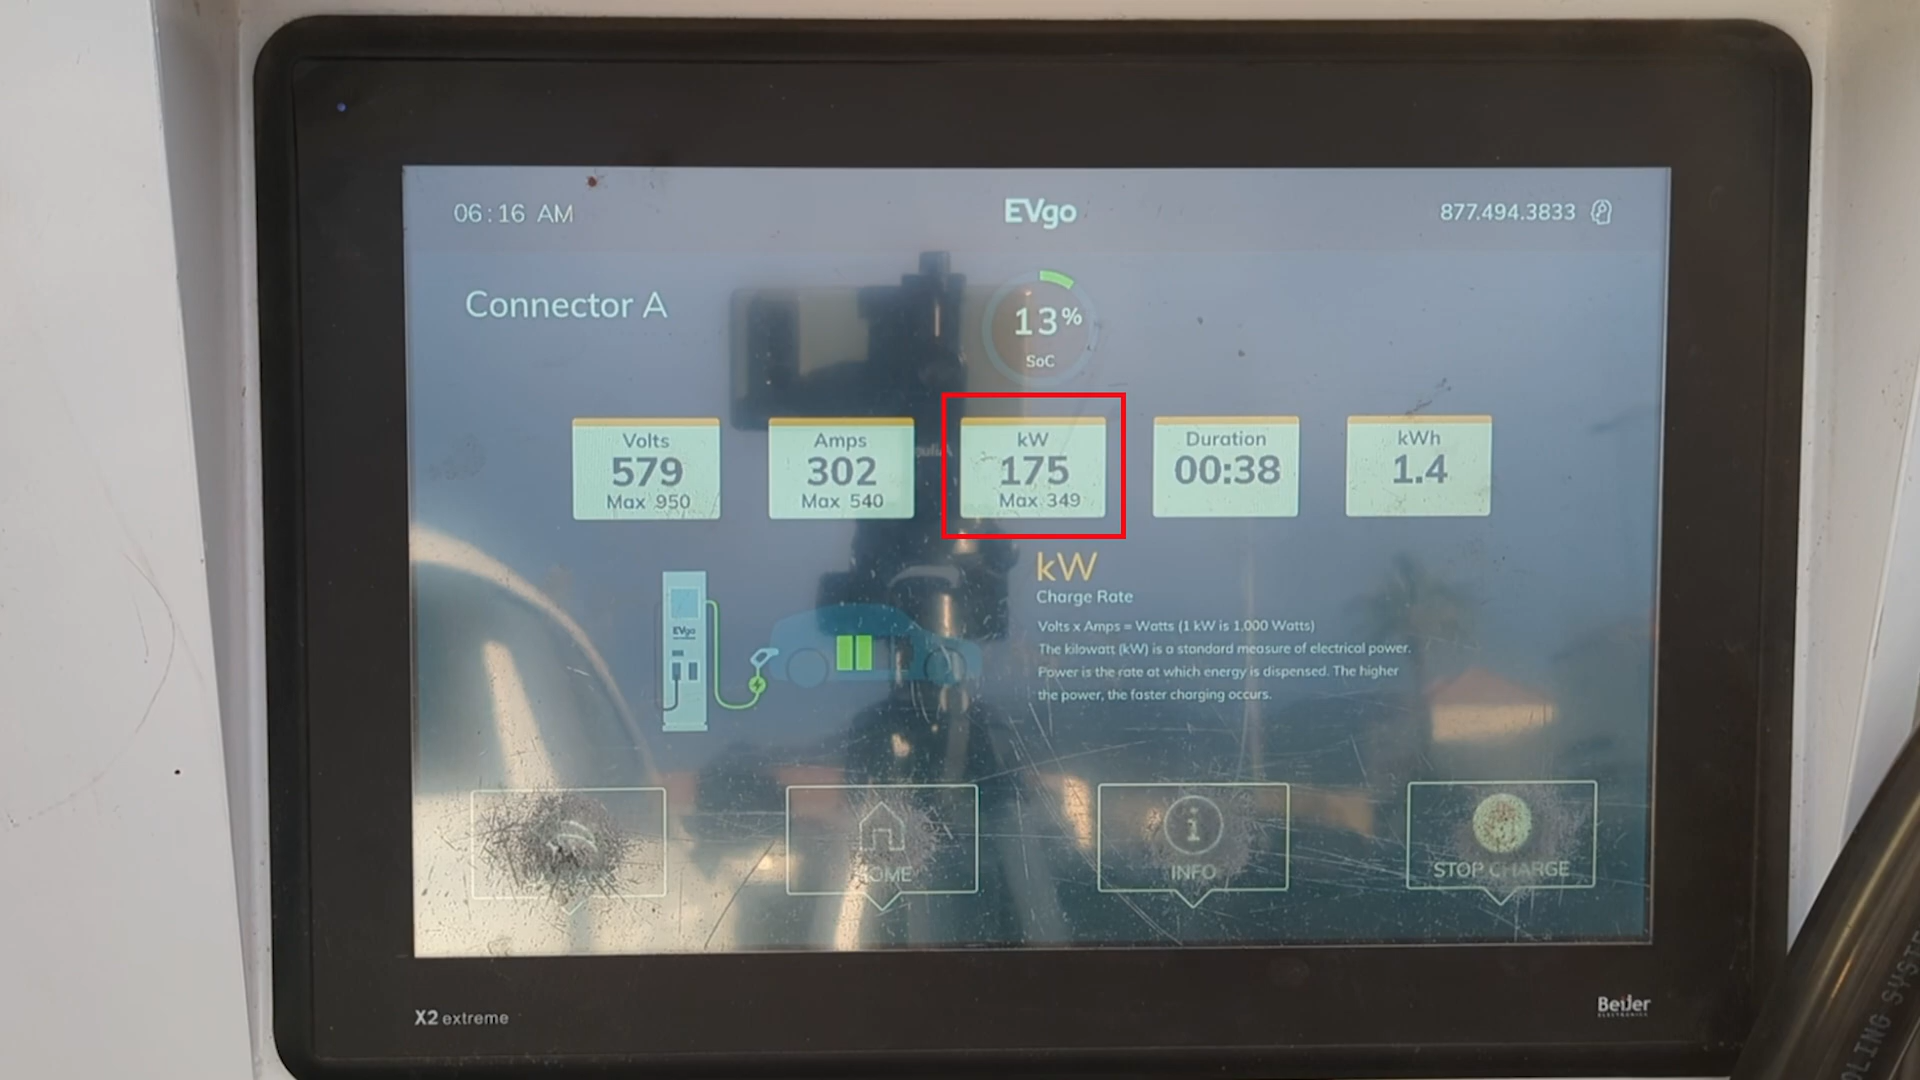 06:16 AM
EVgo
877.494.3833
Connector A
13%
SoC
Volts
579
Max 950
Amps
302
Max 540
kW
175
Max 349
Duration
00:38
kWh
1.4
kW
Charge Rate
Volts x Amps = Watts (1 kW is 1,000 Watts)
The kilowatt (kW) is a standard measure of electrical power.
Power is the rate at which energy is dispensed. The higher
the power, the faster charging occurs.
EVgo
HOME
INFO
STOP CHARGE
X2 extreme
Beijer
ELECTRONICS